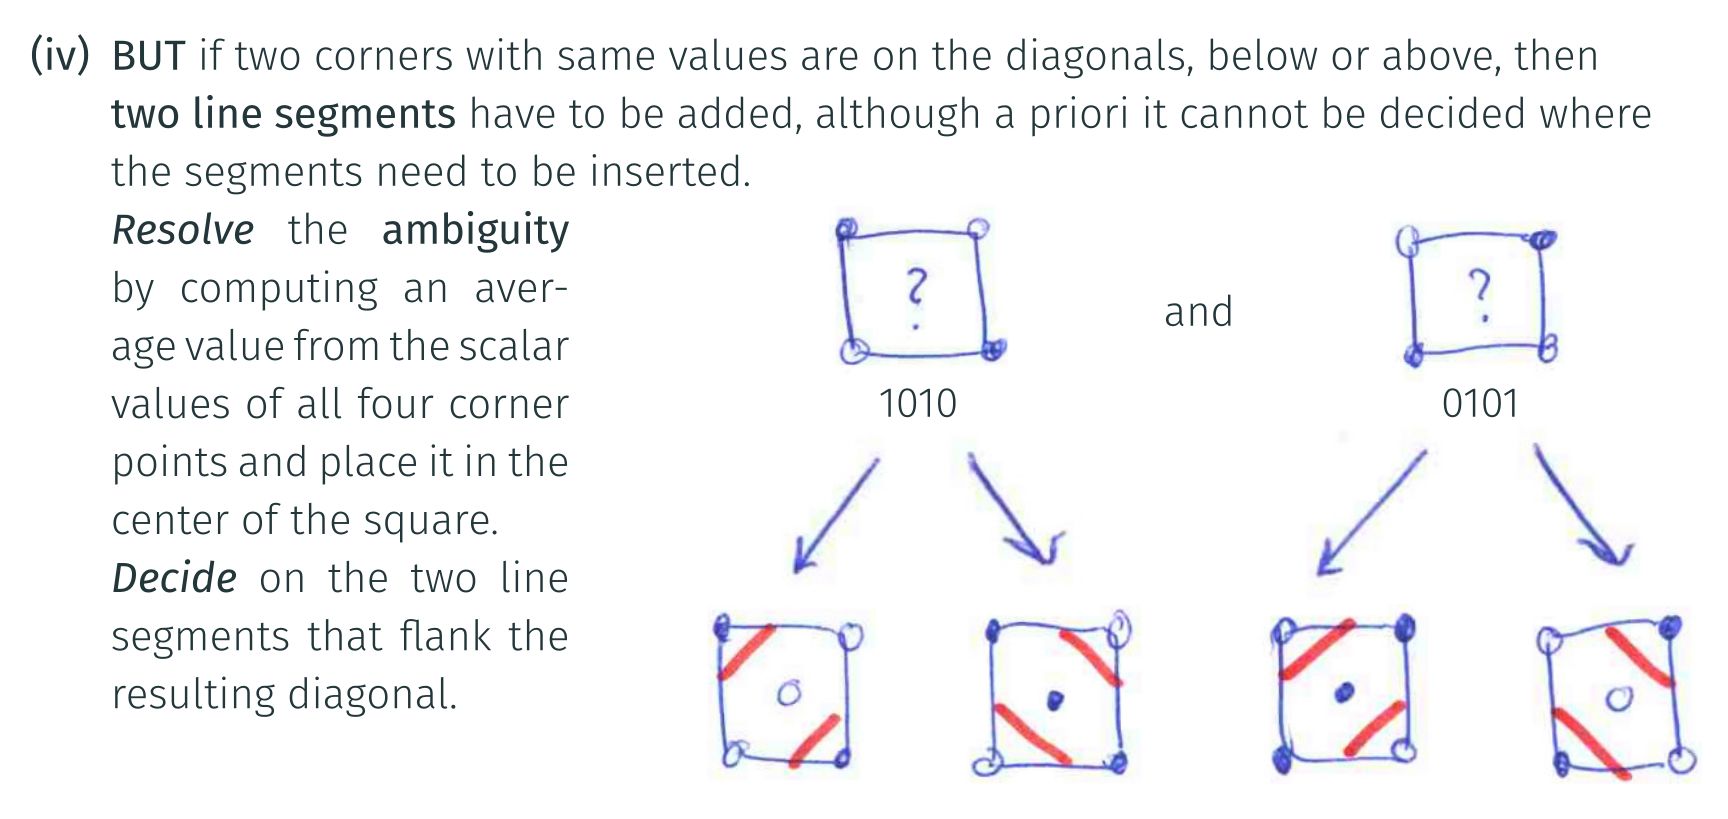 (iv) BUT if two corners with same values are on the diagonals, below or above, then
two line segments have to be added, although a priori it cannot be decided where
the segments need to be inserted.
Resolve the ambiguity
by computing an aver-
age value from the scalar
values of all four corner
points and place it in the
center of the square.
Decide on the two line
segments that flank the
resulting diagonal.
?
and
?
1010
0101